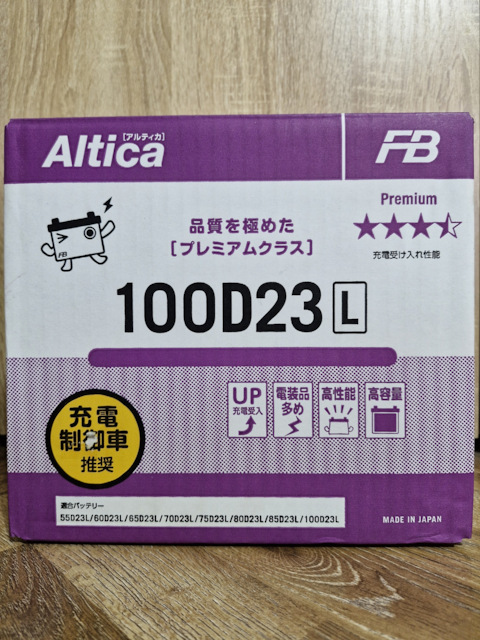 [アルティカ]
Altica
FB
Premium
充電受け入れ性能
FB
品質を極めた
[プレミアムクラス]
100D23 L
UP
充電受入
電装品
多め
高性能
高容量
充電
制御車
推奨
適合バッテリー
55D23L/60D23L/65D23L/70D23L/75D23L/80D23L/85D23L/100D23L
MADE IN JAPAN